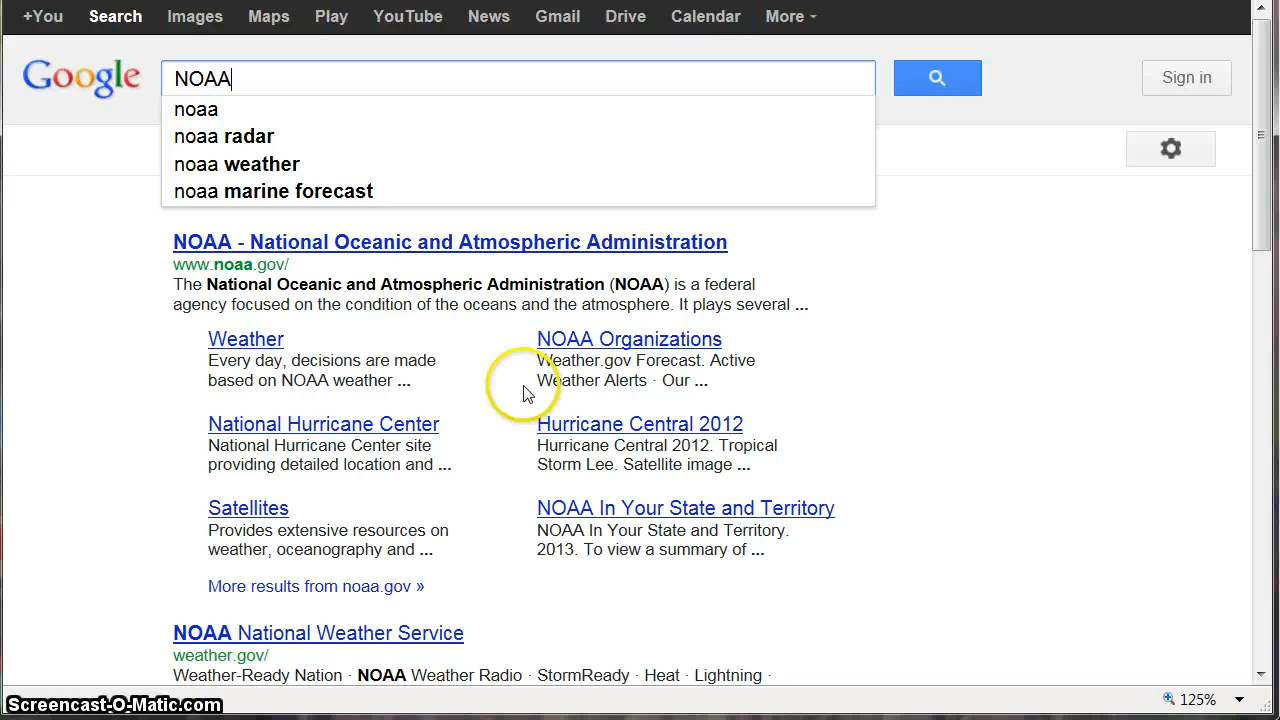 +You Search Images Maps Play YouTube News Gmail Drive Calendar More
Google NOAA Sign in
noaa
noaa radar
noaa weather
noaa marine forecast
NOAA - National Oceanic and Atmospheric Administration
www.noaa.gov/
The National Oceanic and Atmospheric Administration (NOAA) is a federal
agency focused on the condition of the oceans and the atmosphere. It plays several ...
Weather
Every day, decisions are made
based on NOAA weather ...
NOAA Organizations
Weather.gov Forecast. Active
Weather Alerts · Our ...
National Hurricane Center
National Hurricane Center site
providing detailed location and ...
Hurricane Central 2012
Hurricane Central 2012. Tropical
Storm Lee. Satellite image ...
Satellites
Provides extensive resources on
weather, oceanography and ...
NOAA In Your State and Territory
NOAA In Your State and Territory.
2013. To view a summary of ...
More results from noaa.gov »
NOAA National Weather Service
weather.gov/
Weather-Ready Nation · NOAA Weather Radio · StormReady · Heat · Lightning ·
Screencast-O-Matic.com
125%